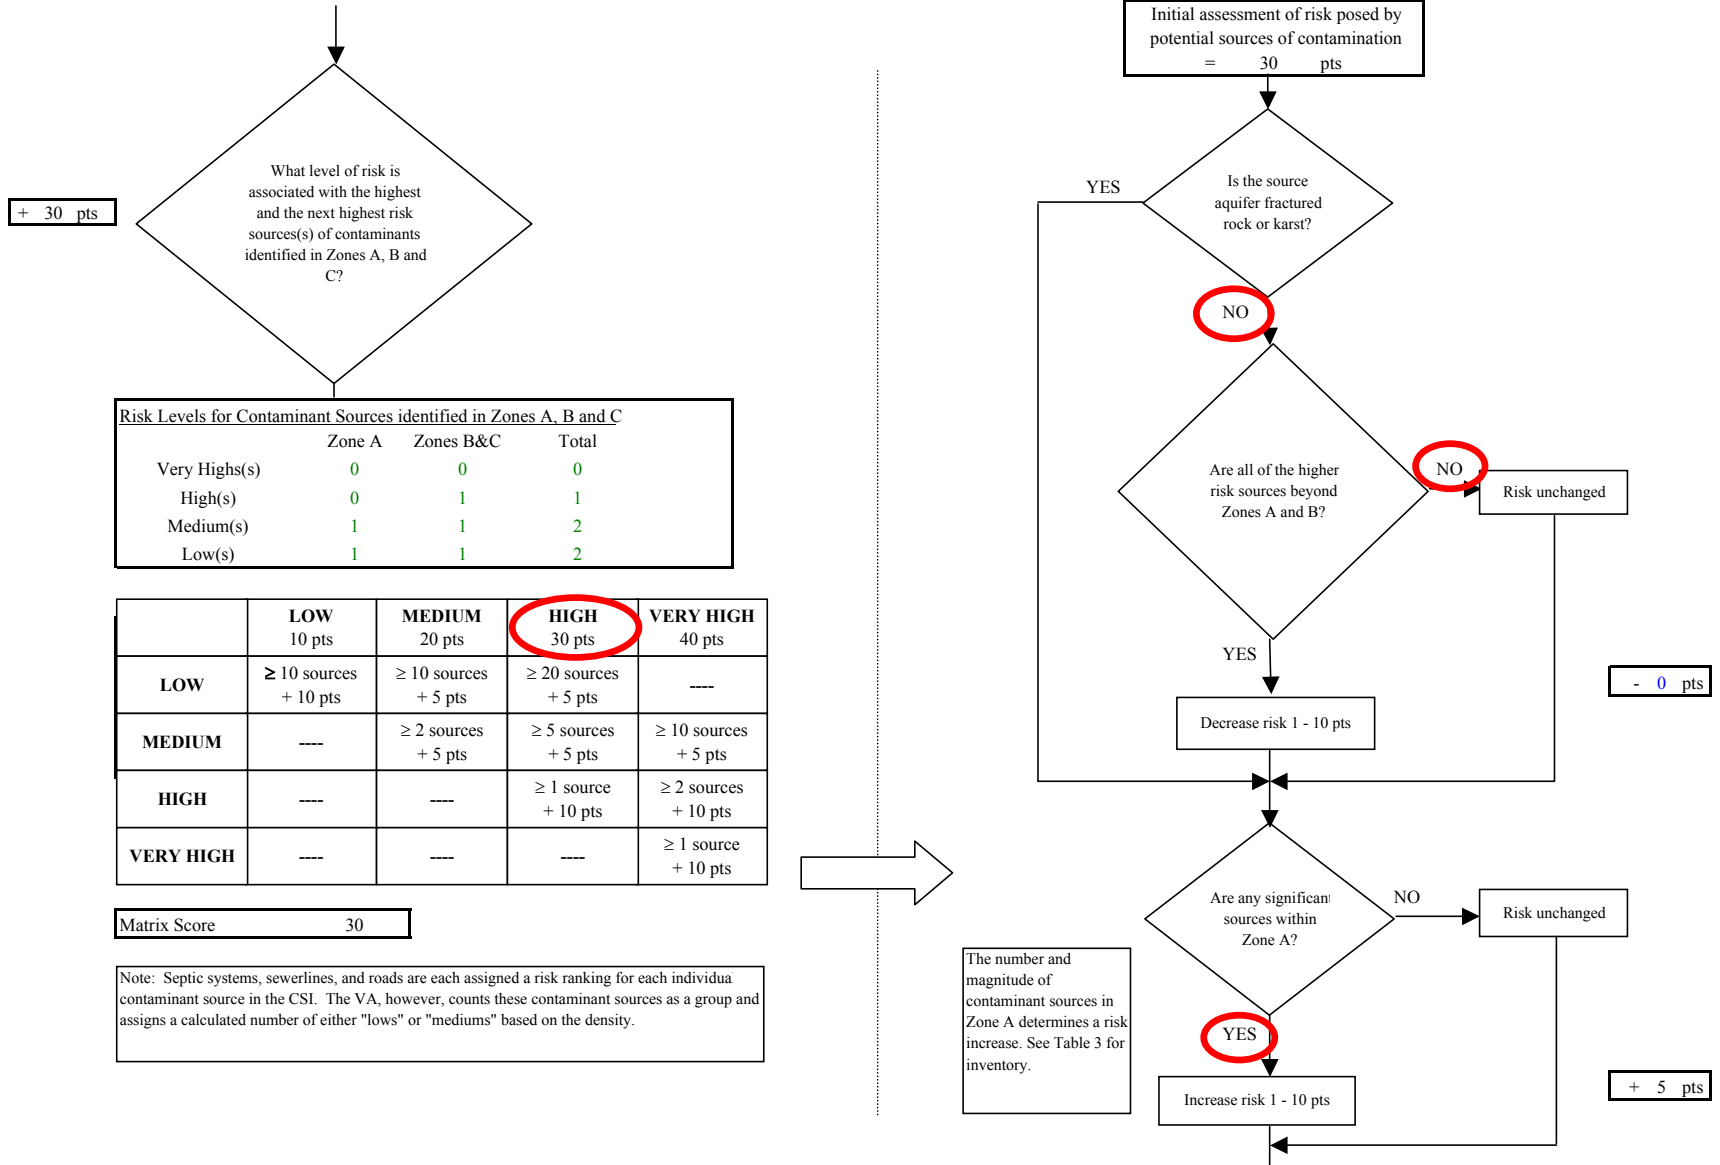 + 30 pts
What level of risk is
associated with the highest
and the next highest risk
sources(s) of contaminants
identified in Zones A, B and
C?
Risk Levels for Contaminant Sources identified in Zones A, B and C
Zone A Zones B&C Total
Very Highs(s) 0 0 0
High(s) 0 1 1
Medium(s) 1 1 2
Low(s) 1 1 2
LOW MEDIUM HIGH VERY HIGH
10 pts 20 pts 30 pts 40 pts
LOW ≥ 10 sources ≥ 10 sources ≥ 20 sources ----
+ 10 pts + 5 pts + 5 pts
MEDIUM ---- ≥ 2 sources ≥ 5 sources ≥ 10 sources
+ 5 pts + 5 pts + 5 pts
HIGH ---- ---- ≥ 1 source ≥ 2 sources
+ 10 pts + 10 pts
VERY HIGH ---- ---- ---- ≥ 1 source
+ 10 pts
Matrix Score 30
Note: Septic systems, sewerlines, and roads are each assigned a risk ranking for each individua
contaminant source in the CSI. The VA, however, counts these contaminant sources as a group and
assigns a calculated number of either "lows" or "mediums" based on the density.
Initial assessment of risk posed by
potential sources of contamination
= 30 pts
YES
Is the source
aquifer fractured
rock or karst?
NO
Are all of the higher
risk sources beyond
Zones A and B?
NO
Risk unchanged
YES
- 0 pts
Decrease risk 1 - 10 pts
Are any significant
sources within
Zone A?
NO
Risk unchanged
The number and
magnitude of
contaminant sources in
Zone A determines a risk
increase. See Table 3 for
inventory.
YES
Increase risk 1 - 10 pts
+ 5 pts